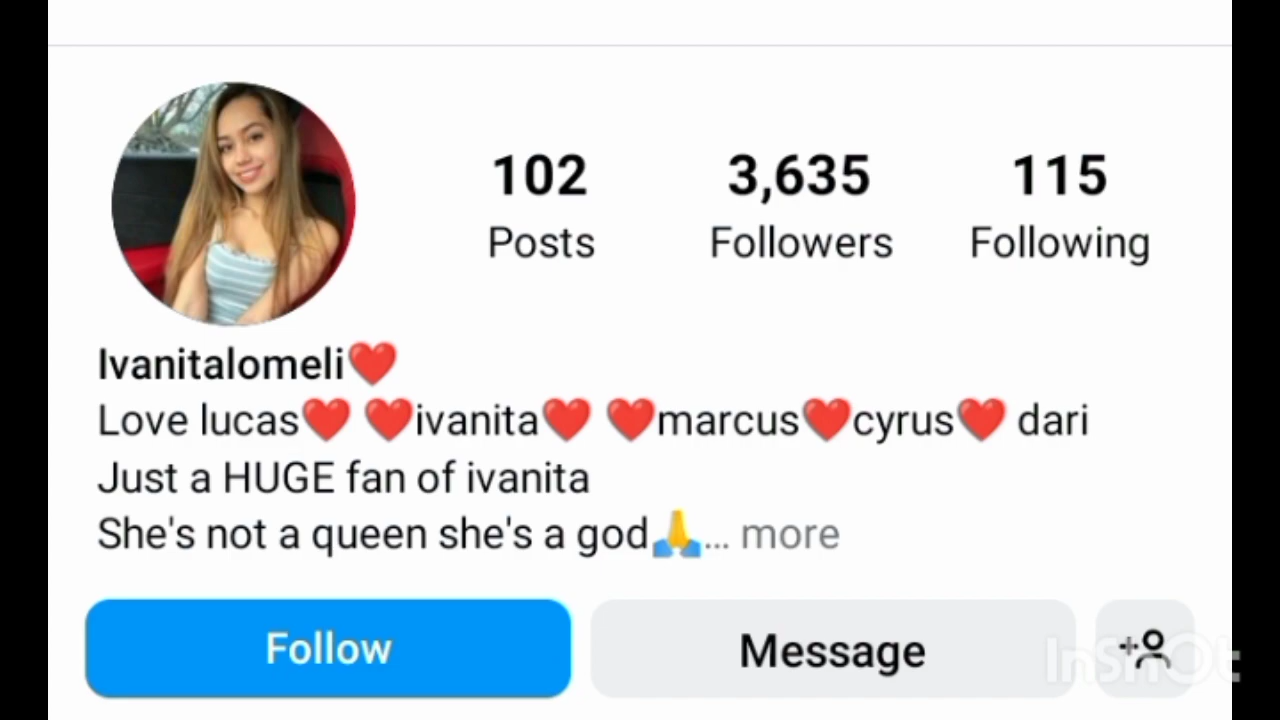 102 3,635 115
Posts Followers Following
Ivanitalomeli❤️
Love lucas❤️ ❤️ivanita❤️ ❤️marcus❤️cyrus❤️ dari
Just a HUGE fan of ivanita
She's not a queen she's a god🙏... more
Follow Message
InShOt